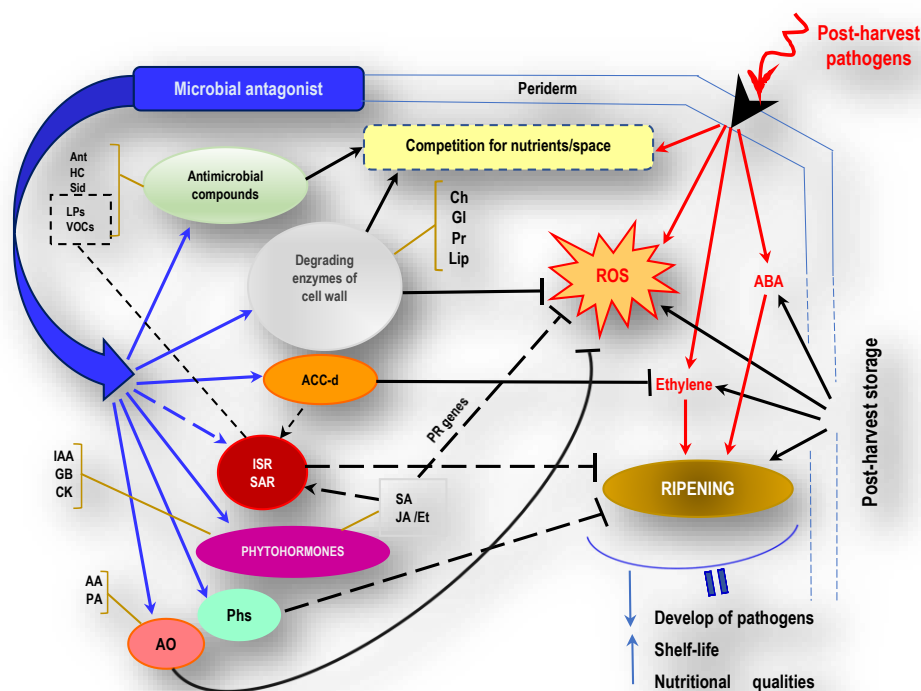 Post-harvest
pathogens
Microbial antagonist
Periderm
Competition for nutrients/space
Ant
HC
Sid
LPs
VOCs
Antimicrobial
compounds
Ch
Gl
Pr
Lip
Degrading
enzymes of
cell wall
ROS
ABA
ACC-d
Ethylene
PR genes
Post-harvest storage
IAA
GB
CK
ISR
SAR
SA
JA /Et
RIPENING
PHYTOHORMONES
AA
PA
Phs
AO
Develop of pathogens
Shelf-life
Nutritional qualities